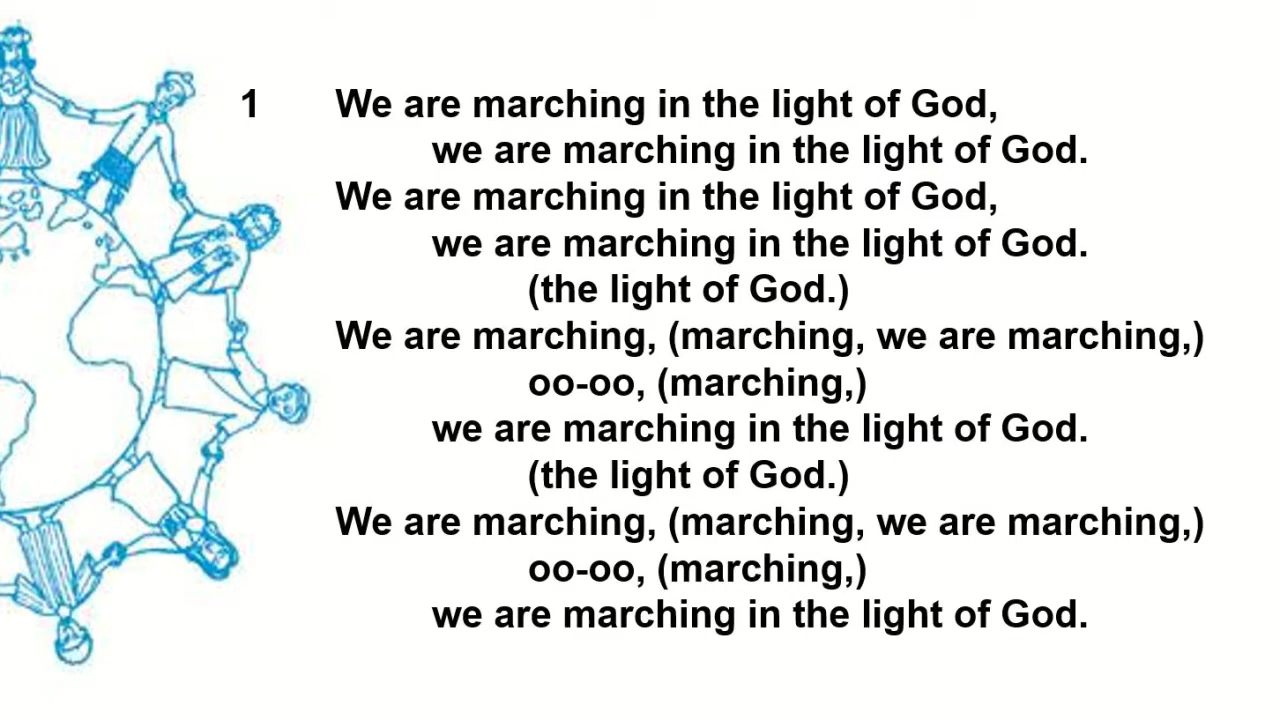 1 We are marching in the light of God,
we are marching in the light of God.
We are marching in the light of God,
we are marching in the light of God.
(the light of God.)
We are marching, (marching, we are marching,)
oo-oo, (marching,)
we are marching in the light of God.
(the light of God.)
We are marching, (marching, we are marching,)
oo-oo, (marching,)
we are marching in the light of God.